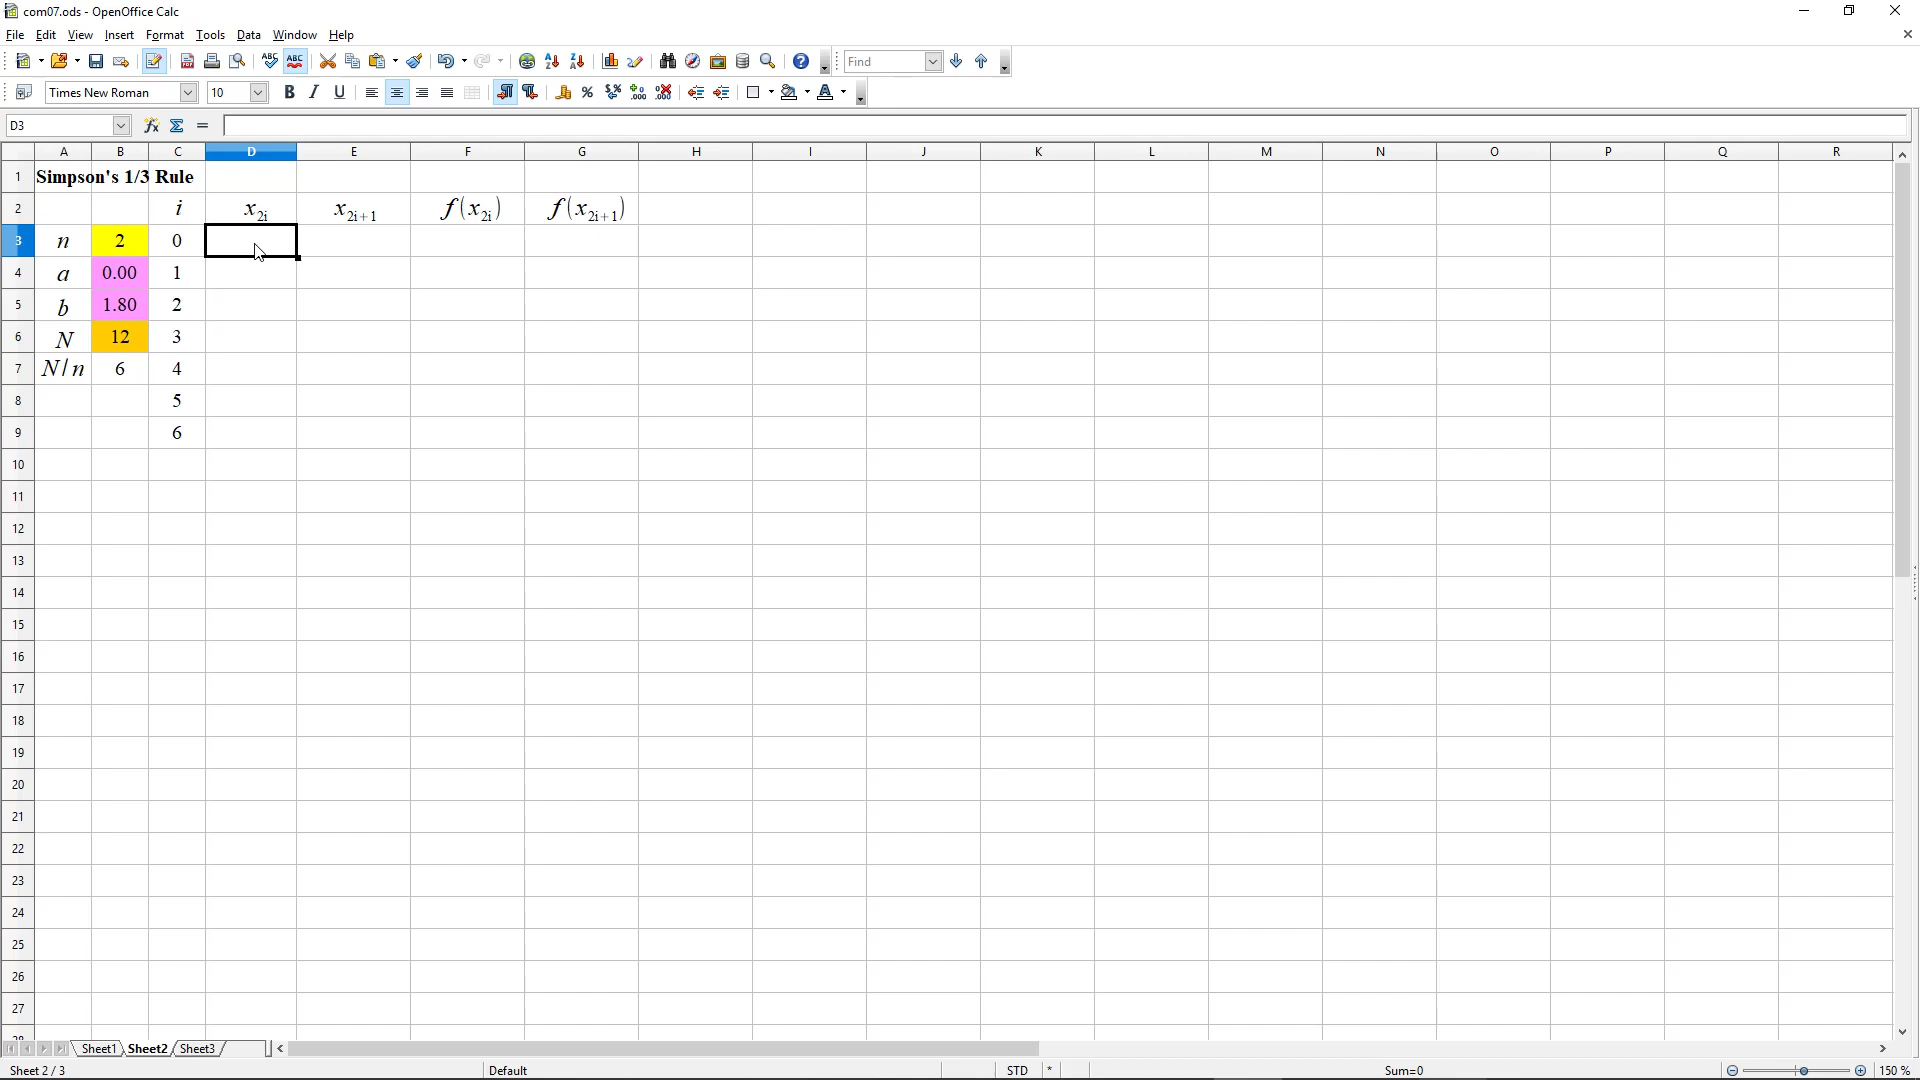 com07.ods - OpenOffice Calc
File Edit View Insert Format Tools Data Window Help
Find
Times New Roman 10 B I U
D3 fx Σ =
A B C D E F G H I J K L M N O P Q R
1 Simpson's 1/3 Rule
2 i x2i x2i+1 f(x2i) f(x2i+1)
3 n 2 0
4 a 0.00 1
5 b 1.80 2
6 N 12 3
7 N/n 6 4
8 5
9 6
10
11
12
13
14
15
16
17
18
19
20
21
22
23
24
25
26
27
28
Sheet1 Sheet2 Sheet3
Sheet 2 / 3 Default STD * Sum=0 150 %